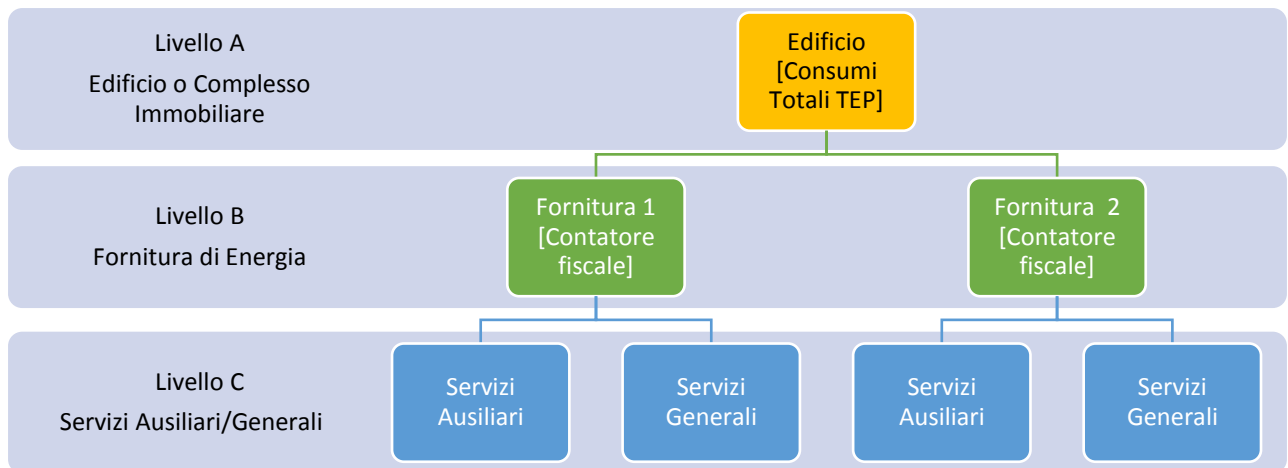 Livello A
Edificio o Complesso
Immobiliare
Edificio
[Consumi
Totali TEP]
Livello B
Fornitura di Energia
Fornitura 1
[Contatore
fiscale]
Fornitura 2
[Contatore
fiscale]
Livello C
Servizi Ausiliari/Generali
Servizi
Ausiliari
Servizi
Generali
Servizi
Ausiliari
Servizi
Generali